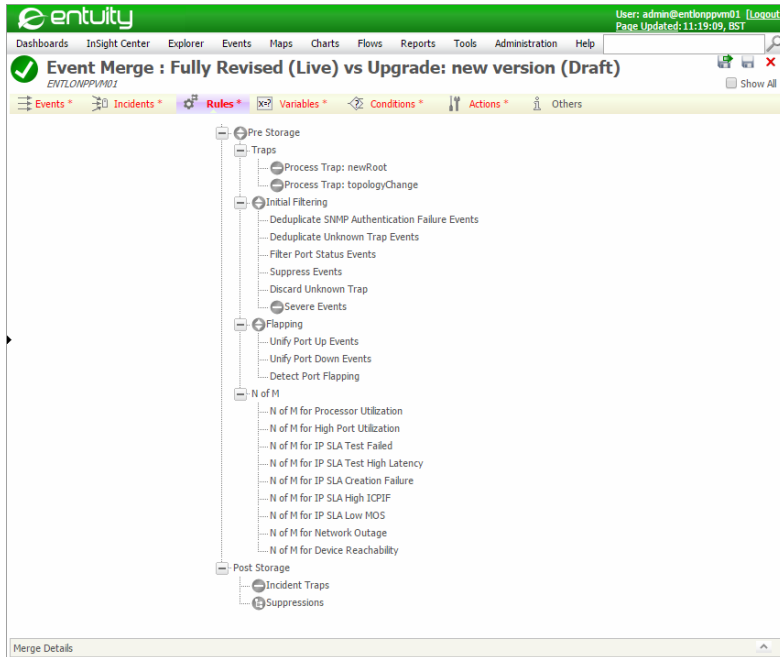 entuity
User: admin@entlonppvm01 [Logout
Page Updated: 11:19:09, BST
Dashboards InSight Center Explorer Events Maps Charts Flows Reports Tools Administration Help
Event Merge : Fully Revised (Live) vs Upgrade: new version (Draft)
ENTLONPPVM01
Show All
Events * Incidents * Rules * Variables * Conditions * Actions * Others
Pre Storage
Traps
Process Trap: newRoot
Process Trap: topologyChange
Initial Filtering
Deduplicate SNMP Authentication Failure Events
Deduplicate Unknown Trap Events
Filter Port Status Events
Suppress Events
Discard Unknown Trap
Severe Events
Flapping
Unify Port Up Events
Unify Port Down Events
Detect Port Flapping
N of M
N of M for Processor Utilization
N of M for High Port Utilization
N of M for IP SLA Test Failed
N of M for IP SLA Test High Latency
N of M for IP SLA Creation Failure
N of M for IP SLA High ICPIF
N of M for IP SLA Low MOS
N of M for Network Outage
N of M for Device Reachability
Post Storage
Incident Traps
Suppressions
Merge Details